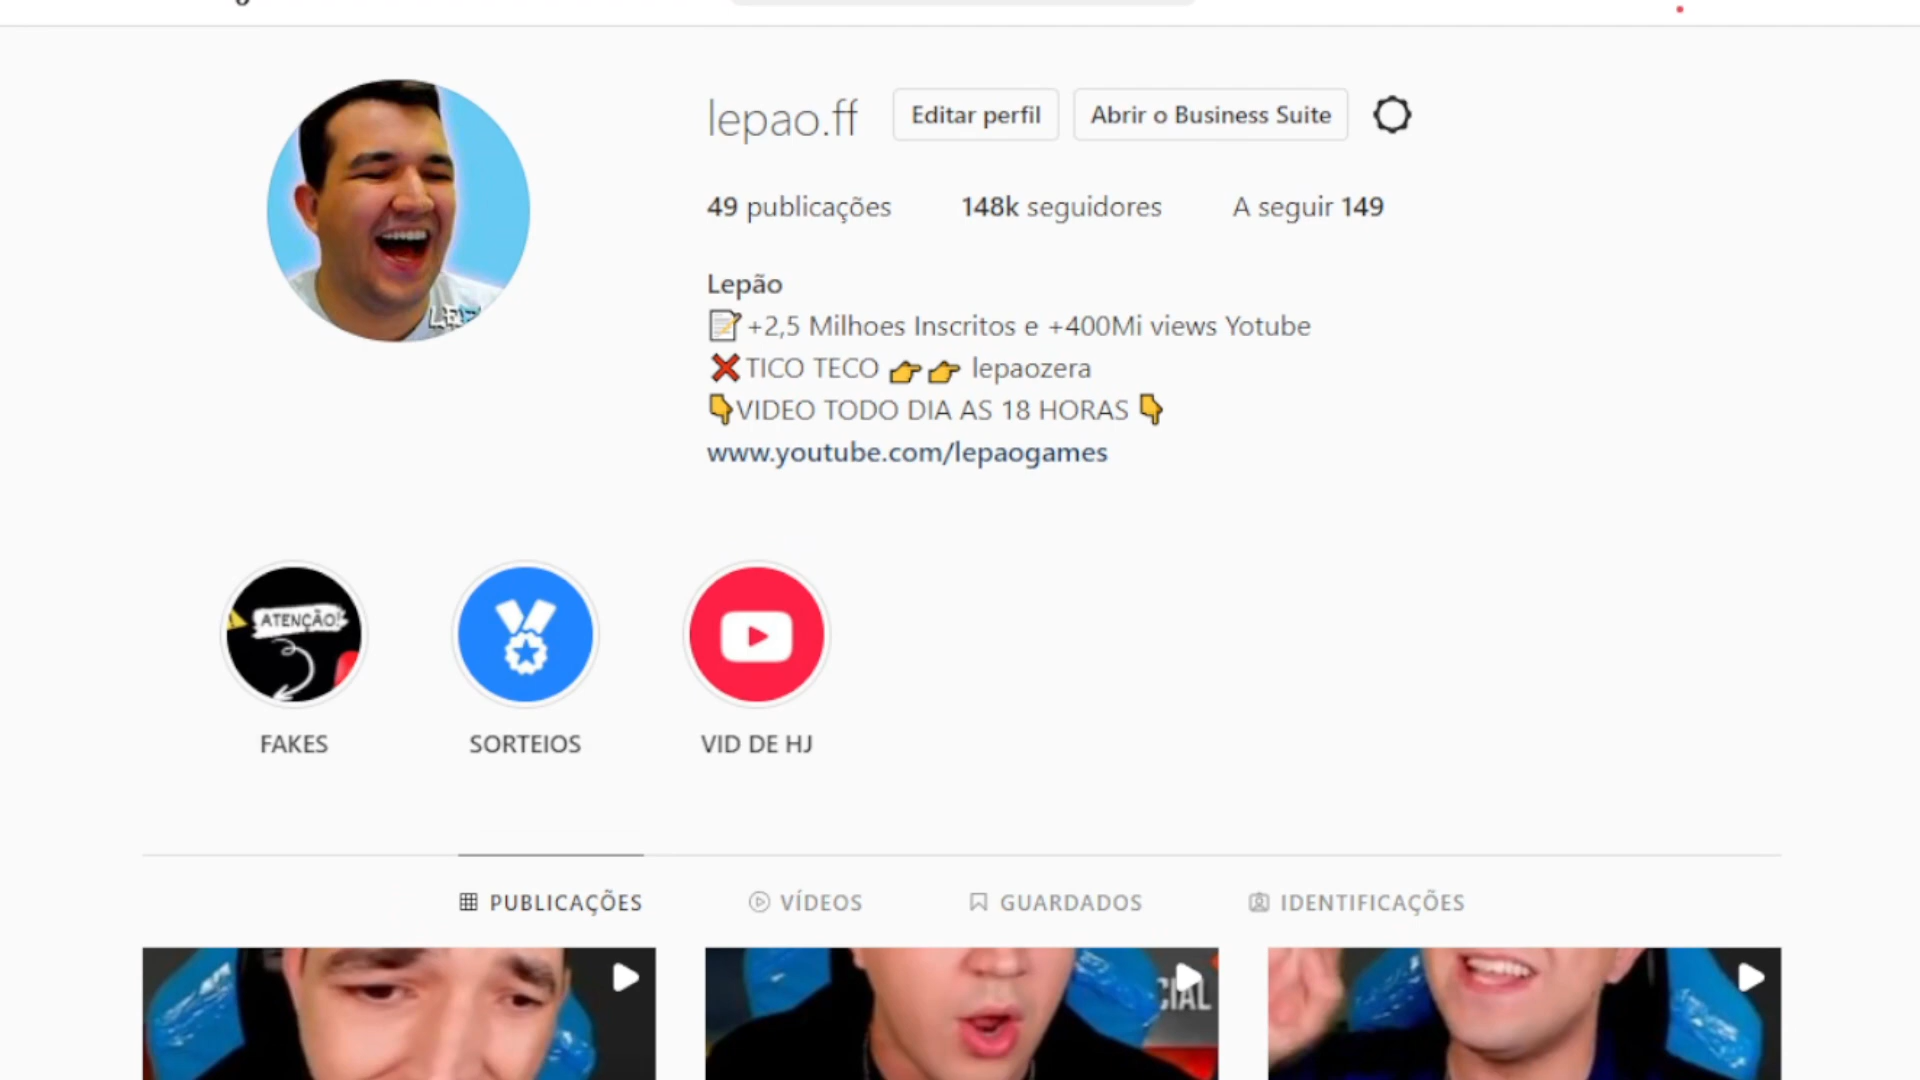 lepao.ff
Editar perfil
Abrir o Business Suite
49 publicações
148k seguidores
A seguir 149
Lepão
+2,5 Milhoes Inscritos e +400Mi views Yotube
TICO TECO lepaozera
VIDEO TODO DIA AS 18 HORAS
www.youtube.com/lepaogames
ATENÇÃO!
FAKES
SORTEIOS
VID DE HJ
PUBLICAÇÕES
VÍDEOS
GUARDADOS
IDENTIFICAÇÕES